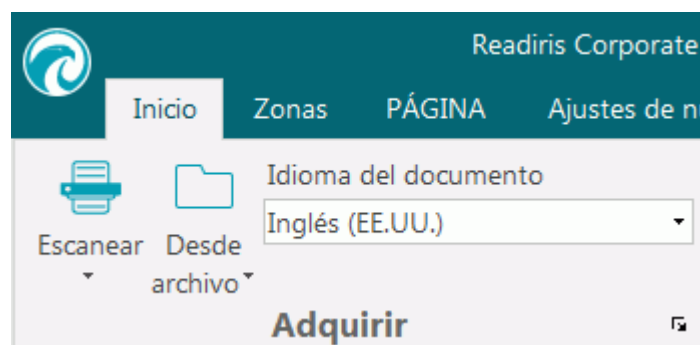 Readiris Corporate
Inicio Zonas PÁGINA Ajustes de
Idioma del documento
Inglés (EE.UU.)
Escanear Desde archivo
Adquirir